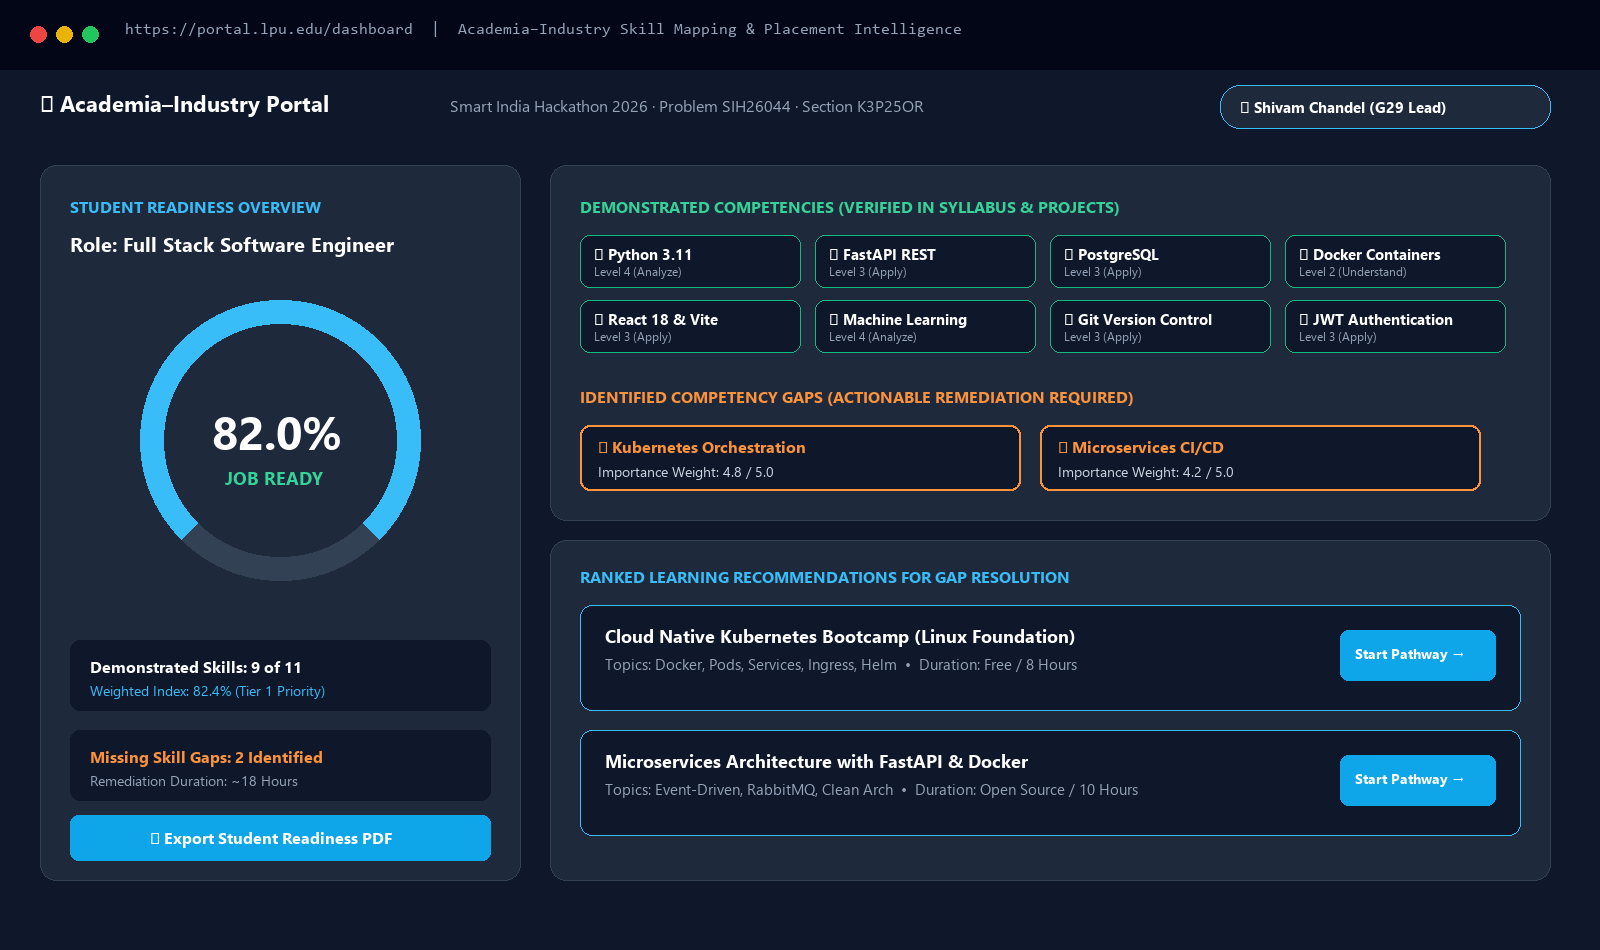 https://portal.lpu.edu/dashboard | Academia–Industry Skill Mapping & Placement Intelligence
Academia–Industry Portal
Smart India Hackathon 2026 · Problem SIH26044 · Section K3P25OR
Shivam Chandel (G29 Lead)
STUDENT READINESS OVERVIEW
Role: Full Stack Software Engineer
82.0%
JOB READY
Demonstrated Skills: 9 of 11
Weighted Index: 82.4% (Tier 1 Priority)
Missing Skill Gaps: 2 Identified
Remediation Duration: ~18 Hours
Export Student Readiness PDF
DEMONSTRATED COMPETENCIES (VERIFIED IN SYLLABUS & PROJECTS)
Python 3.11
Level 4 (Analyze)
FastAPI REST
Level 3 (Apply)
PostgreSQL
Level 3 (Apply)
Docker Containers
Level 2 (Understand)
React 18 & Vite
Level 3 (Apply)
Machine Learning
Level 4 (Analyze)
Git Version Control
Level 3 (Apply)
JWT Authentication
Level 3 (Apply)
IDENTIFIED COMPETENCY GAPS (ACTIONABLE REMEDIATION REQUIRED)
Kubernetes Orchestration
Importance Weight: 4.8 / 5.0
Microservices CI/CD
Importance Weight: 4.2 / 5.0
RANKED LEARNING RECOMMENDATIONS FOR GAP RESOLUTION
Cloud Native Kubernetes Bootcamp (Linux Foundation)
Topics: Docker, Pods, Services, Ingress, Helm • Duration: Free / 8 Hours
Start Pathway →
Microservices Architecture with FastAPI & Docker
Topics: Event-Driven, RabbitMQ, Clean Arch • Duration: Open Source / 10 Hours
Start Pathway →